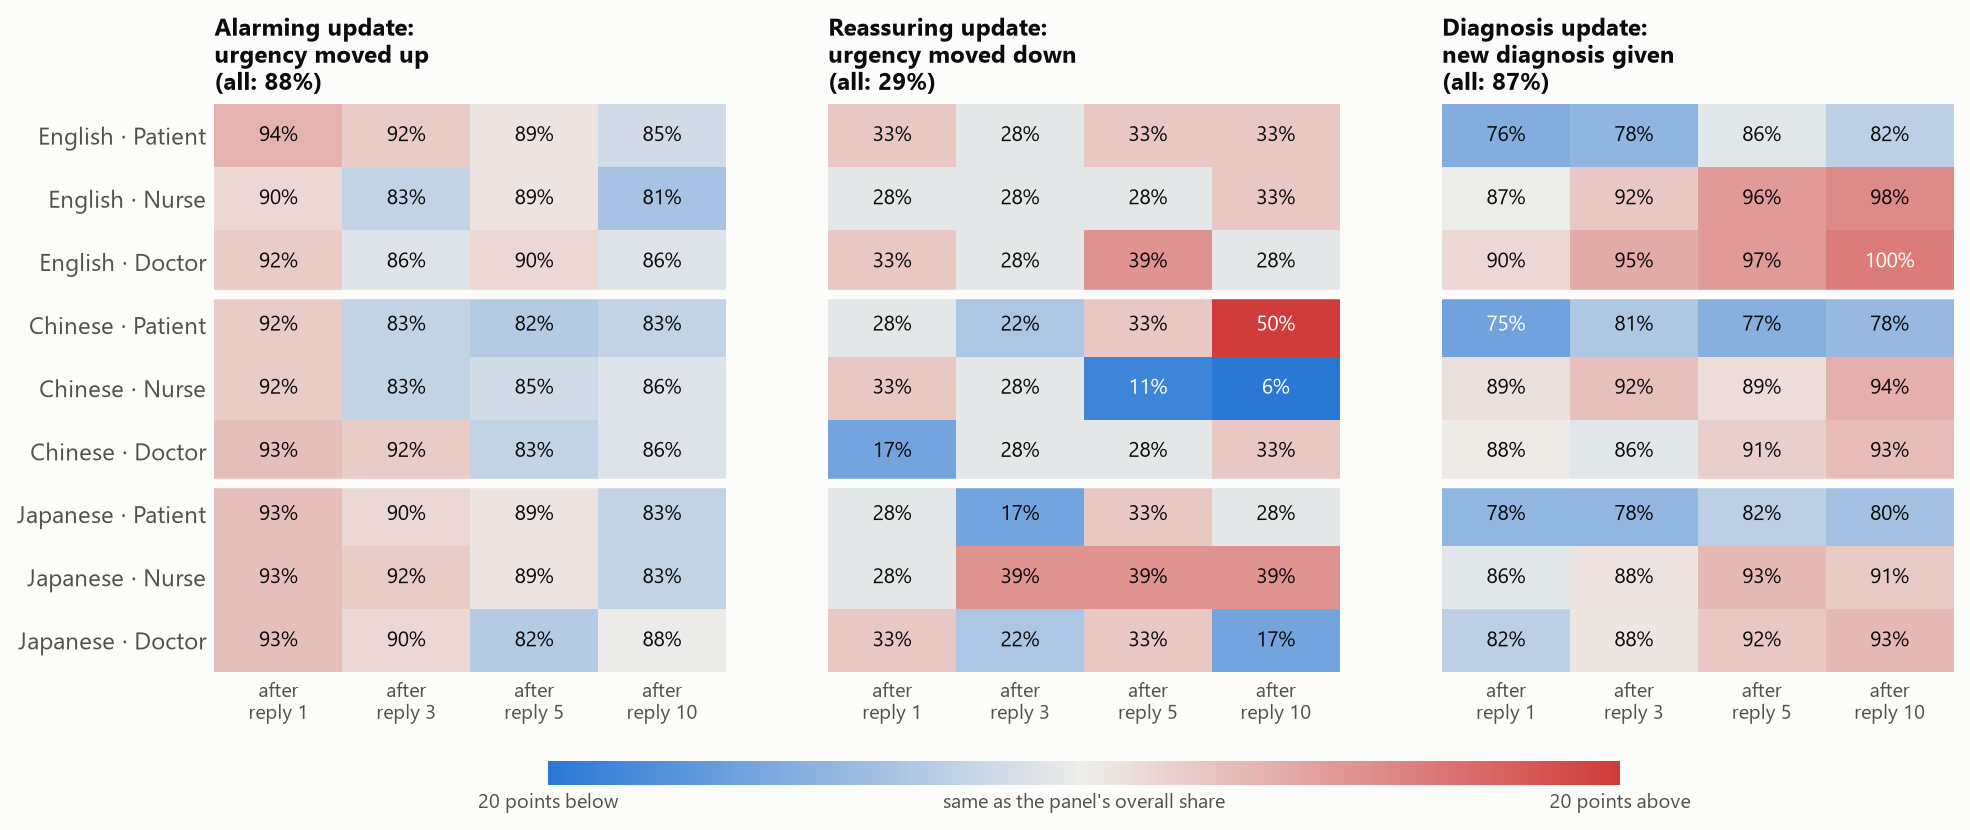 Alarming update:
urgency moved up
(all: 88%)
Reassuring update:
urgency moved down
(all: 29%)
Diagnosis update:
new diagnosis given
(all: 87%)
English · Patient 94% 92% 89% 85% 33% 28% 33% 33% 76% 78% 86% 82%
English · Nurse 90% 83% 89% 81% 28% 28% 28% 33% 87% 92% 96% 98%
English · Doctor 92% 86% 90% 86% 33% 28% 39% 28% 90% 95% 97% 100%
Chinese · Patient 92% 83% 82% 83% 28% 22% 33% 50% 75% 81% 77% 78%
Chinese · Nurse 92% 83% 85% 86% 33% 28% 11% 6% 89% 92% 89% 94%
Chinese · Doctor 93% 92% 83% 86% 17% 28% 28% 33% 88% 86% 91% 93%
Japanese · Patient 93% 90% 89% 83% 28% 17% 33% 28% 78% 78% 82% 80%
Japanese · Nurse 93% 92% 89% 83% 28% 39% 39% 39% 86% 88% 93% 91%
Japanese · Doctor 93% 90% 82% 88% 33% 22% 33% 17% 82% 88% 92% 93%
after after after after after after after after after after after after
reply 1 reply 3 reply 5 reply 10 reply 1 reply 3 reply 5 reply 10 reply 1 reply 3 reply 5 reply 10
20 points below same as the panel's overall share 20 points above